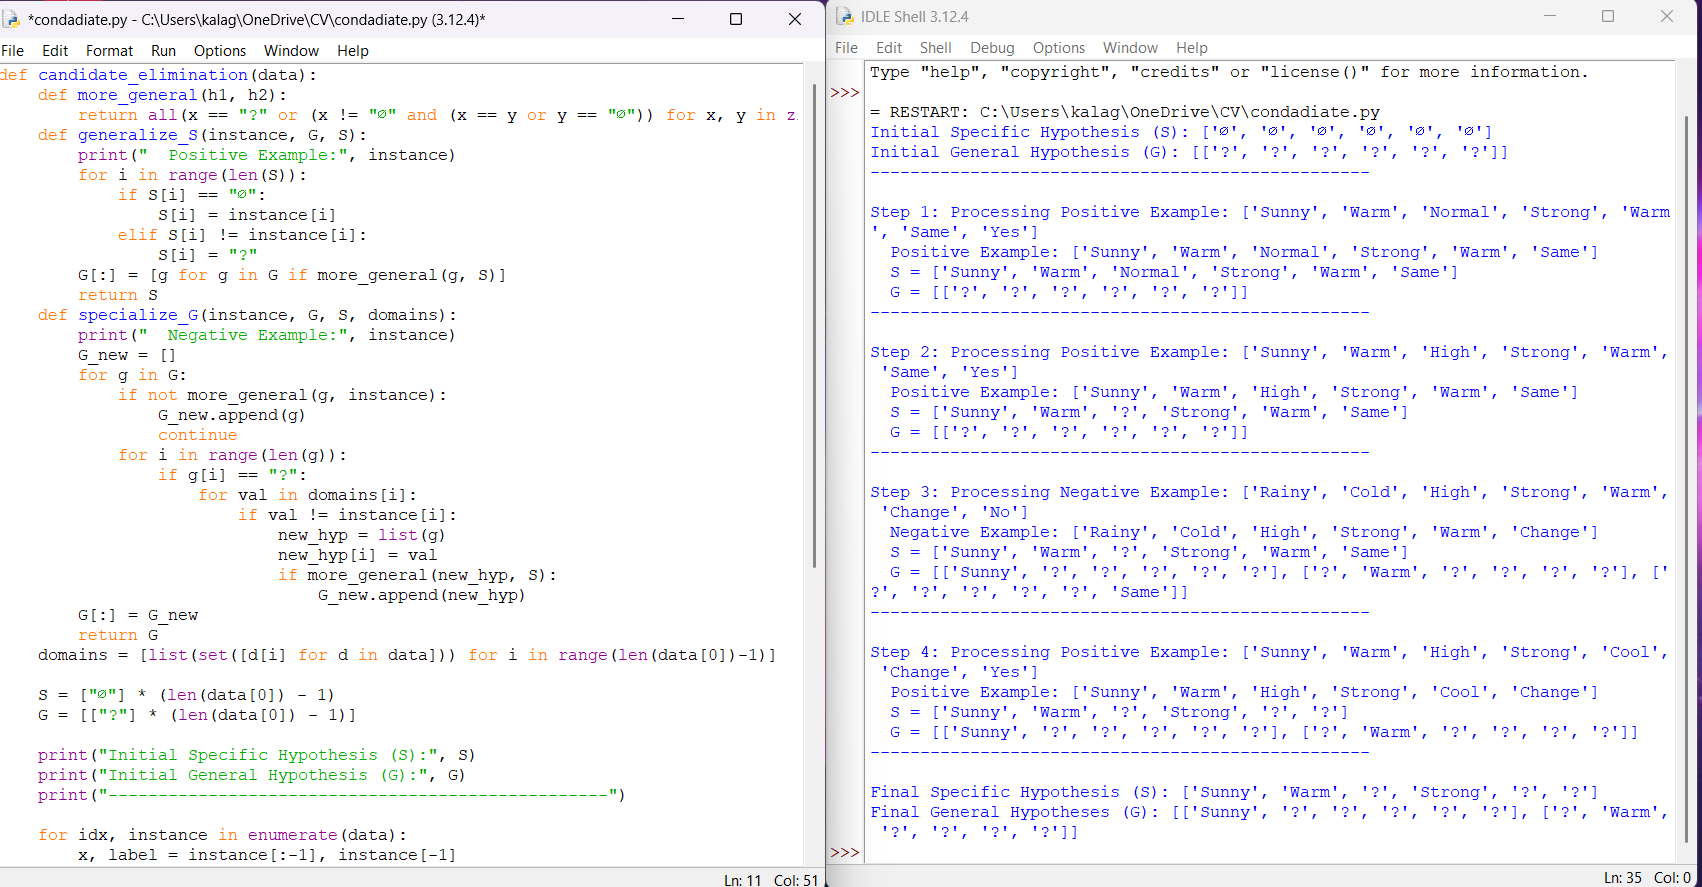 *condadiate.py - C:\Users\kalag\OneDrive\CV\condadiate.py (3.12.4)*
File Edit Format Run Options Window Help
def candidate_elimination(data):
    def more_general(h1, h2):
        return all(x == "?" or (x != "∅" and (x == y or y == "∅")) for x, y in z
    def generalize_S(instance, G, S):
        print("  Positive Example:", instance)
        for i in range(len(S)):
            if S[i] == "∅":
                S[i] = instance[i]
            elif S[i] != instance[i]:
                S[i] = "?"
        G[:] = [g for g in G if more_general(g, S)]
        return S
    def specialize_G(instance, G, S, domains):
        print("  Negative Example:", instance)
        G_new = []
        for g in G:
            if not more_general(g, instance):
                G_new.append(g)
                continue
            for i in range(len(g)):
                if g[i] == "?":
                    for val in domains[i]:
                        if val != instance[i]:
                            new_hyp = list(g)
                            new_hyp[i] = val
                            if more_general(new_hyp, S):
                                G_new.append(new_hyp)
        G[:] = G_new
        return G
    domains = [list(set([d[i] for d in data])) for i in range(len(data[0])-1)]
    S = ["∅"] * (len(data[0]) - 1)
    G = [["?"] * (len(data[0]) - 1)]
    print("Initial Specific Hypothesis (S):", S)
    print("Initial General Hypothesis (G):", G)
    print("--------------------------------------------------")
    for idx, instance in enumerate(data):
        x, label = instance[:-1], instance[-1]
Ln: 11 Col: 51
IDLE Shell 3.12.4
File Edit Shell Debug Options Window Help
Type "help", "copyright", "credits" or "license()" for more information.
>>>
= RESTART: C:\Users\kalag\OneDrive\CV\condadiate.py
Initial Specific Hypothesis (S): ['∅', '∅', '∅', '∅', '∅', '∅']
Initial General Hypothesis (G): [['?', '?', '?', '?', '?', '?']]
--------------------------------------------------
Step 1: Processing Positive Example: ['Sunny', 'Warm', 'Normal', 'Strong', 'Warm
', 'Same', 'Yes']
  Positive Example: ['Sunny', 'Warm', 'Normal', 'Strong', 'Warm', 'Same']
  S = ['Sunny', 'Warm', 'Normal', 'Strong', 'Warm', 'Same']
  G = [['?', '?', '?', '?', '?', '?']]
--------------------------------------------------
Step 2: Processing Positive Example: ['Sunny', 'Warm', 'High', 'Strong', 'Warm',
 'Same', 'Yes']
  Positive Example: ['Sunny', 'Warm', 'High', 'Strong', 'Warm', 'Same']
  S = ['Sunny', 'Warm', '?', 'Strong', 'Warm', 'Same']
  G = [['?', '?', '?', '?', '?', '?']]
--------------------------------------------------
Step 3: Processing Negative Example: ['Rainy', 'Cold', 'High', 'Strong', 'Warm',
 'Change', 'No']
  Negative Example: ['Rainy', 'Cold', 'High', 'Strong', 'Warm', 'Change']
  S = ['Sunny', 'Warm', '?', 'Strong', 'Warm', 'Same']
  G = [['Sunny', '?', '?', '?', '?', '?'], ['?', 'Warm', '?', '?', '?', '?'], ['
?', '?', '?', '?', '?', 'Same']]
--------------------------------------------------
Step 4: Processing Positive Example: ['Sunny', 'Warm', 'High', 'Strong', 'Cool',
 'Change', 'Yes']
  Positive Example: ['Sunny', 'Warm', 'High', 'Strong', 'Cool', 'Change']
  S = ['Sunny', 'Warm', '?', 'Strong', '?', '?']
  G = [['Sunny', '?', '?', '?', '?', '?'], ['?', 'Warm', '?', '?', '?', '?']]
--------------------------------------------------
Final Specific Hypothesis (S): ['Sunny', 'Warm', '?', 'Strong', '?', '?']
Final General Hypotheses (G): [['Sunny', '?', '?', '?', '?', '?'], ['?', 'Warm',
 '?', '?', '?', '?']]
>>>
Ln: 35 Col: 0